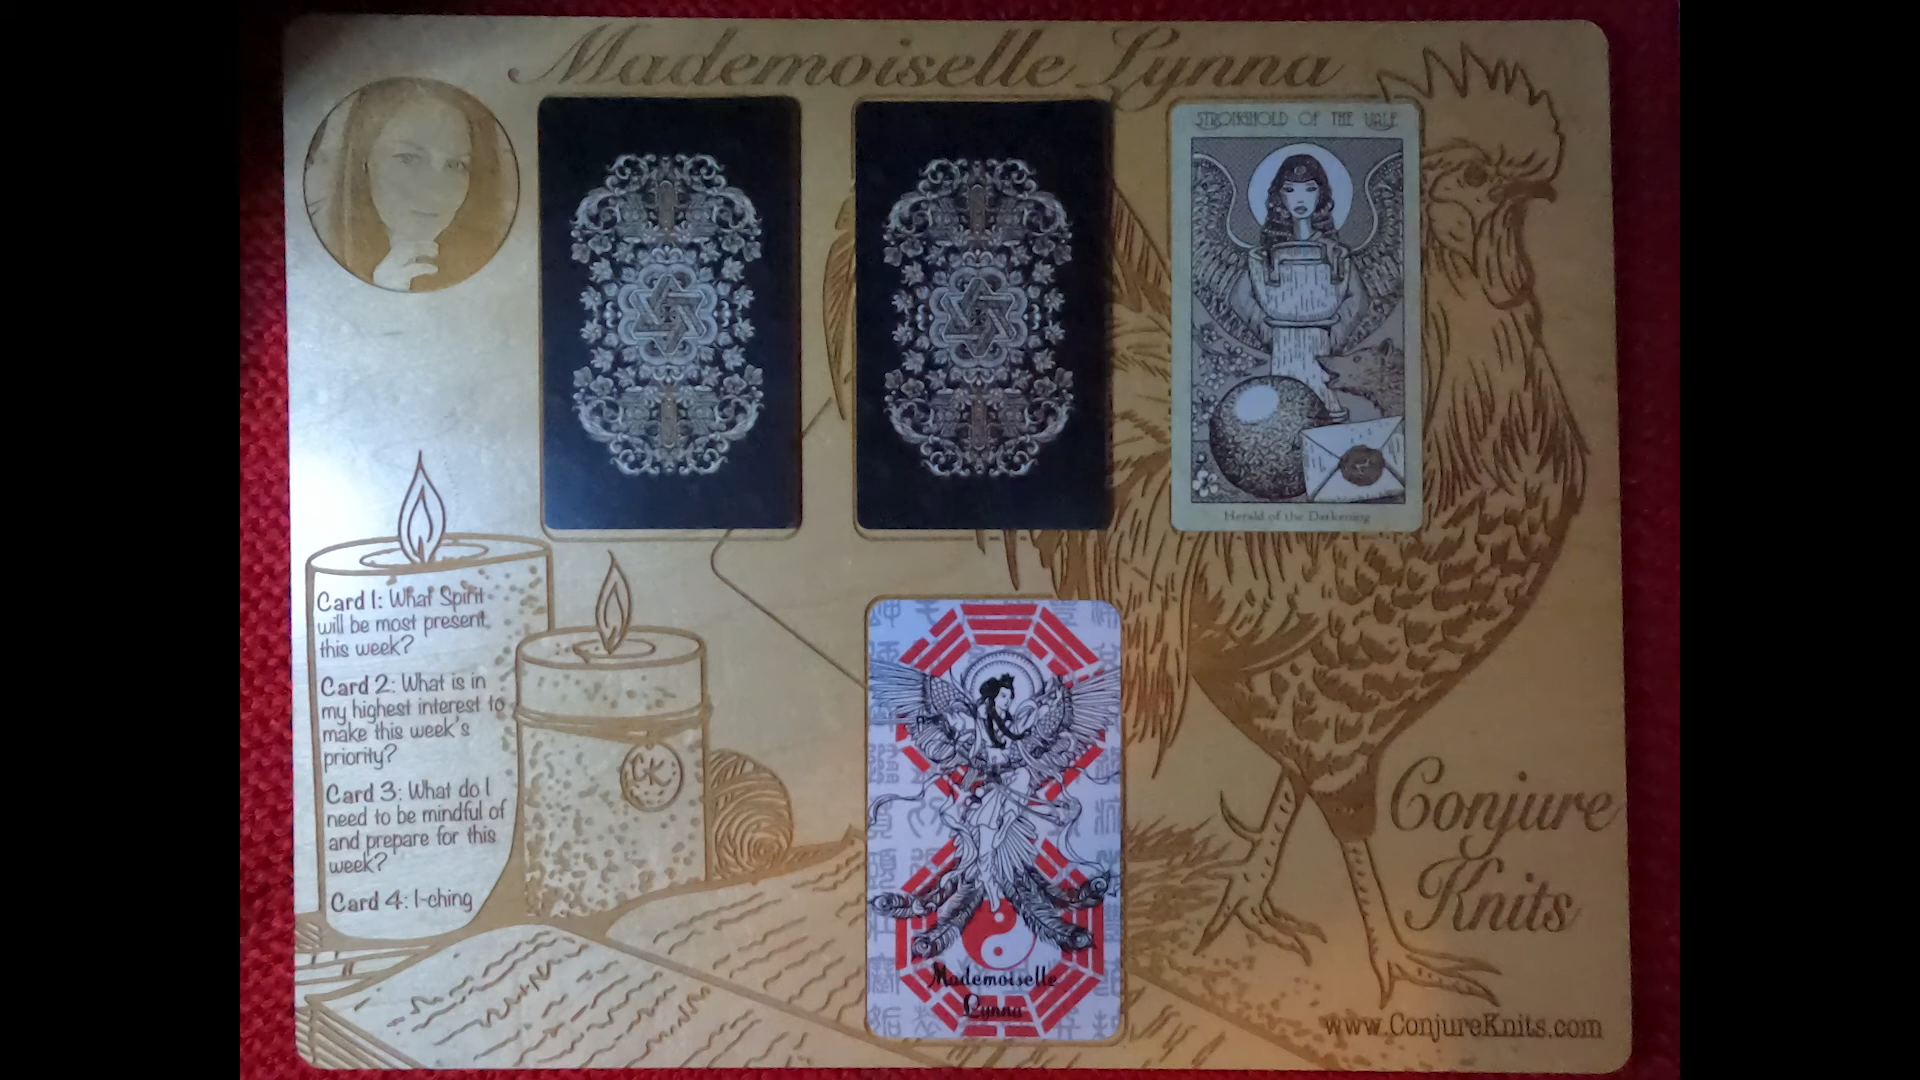 Mademoiselle Lynna
STRONGHOLD OF THE VALE
Herald of the Darkening
Card 1: What Spirit
will be most present
this week?
Card 2: What is in
my highest interest to
make this week's
priority?
Card 3: What do I
need to be mindful of
and prepare for this
week?
Card 4: I-ching
CK
Mademoiselle
Lynna
Conjure
Knits
www.ConjureKnits.com